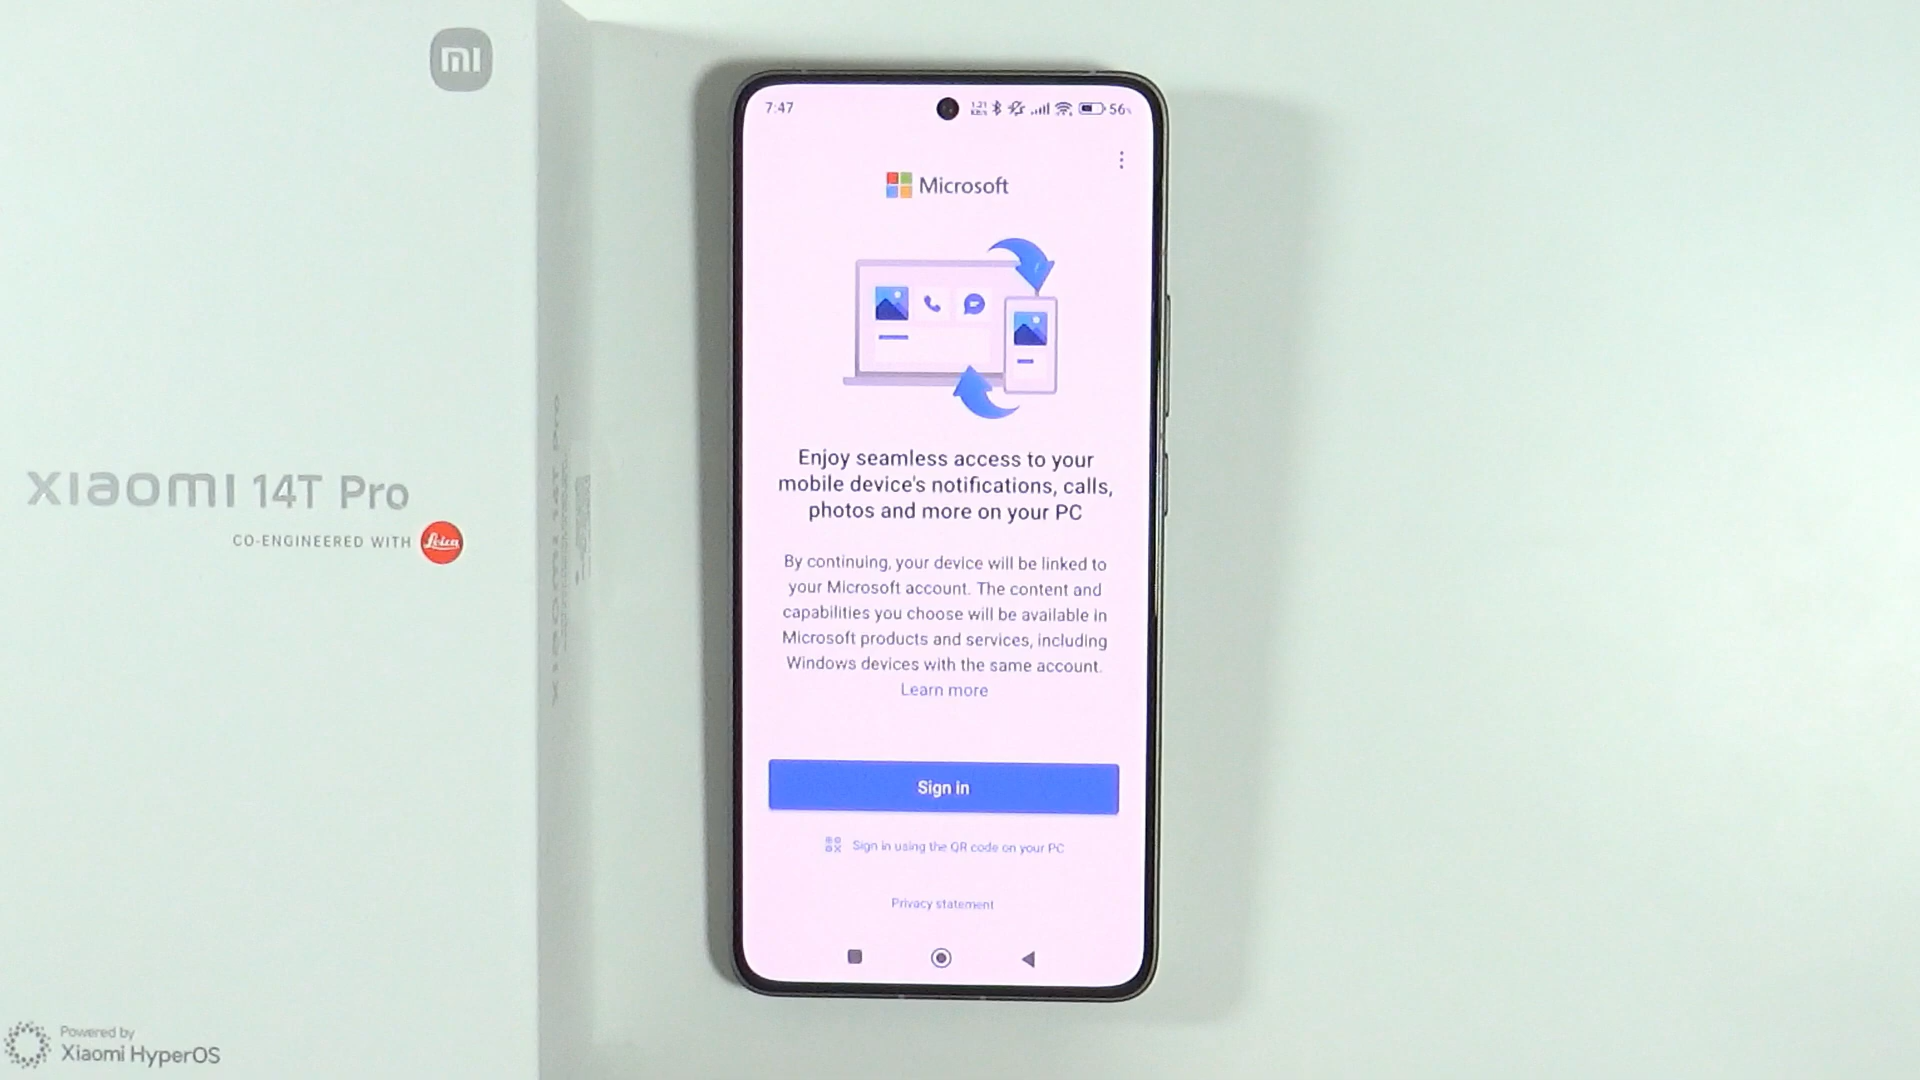 mi
xiaomi 14T Pro
CO-ENGINEERED WITH Leica
Powered by
Xiaomi HyperOS
7:47
56
Microsoft
Enjoy seamless access to your
mobile device's notifications, calls,
photos and more on your PC
By continuing, your device will be linked to
your Microsoft account. The content and
capabilities you choose will be available in
Microsoft products and services, including
Windows devices with the same account.
Learn more
Sign in
Sign in using the QR code on your PC
Privacy statement